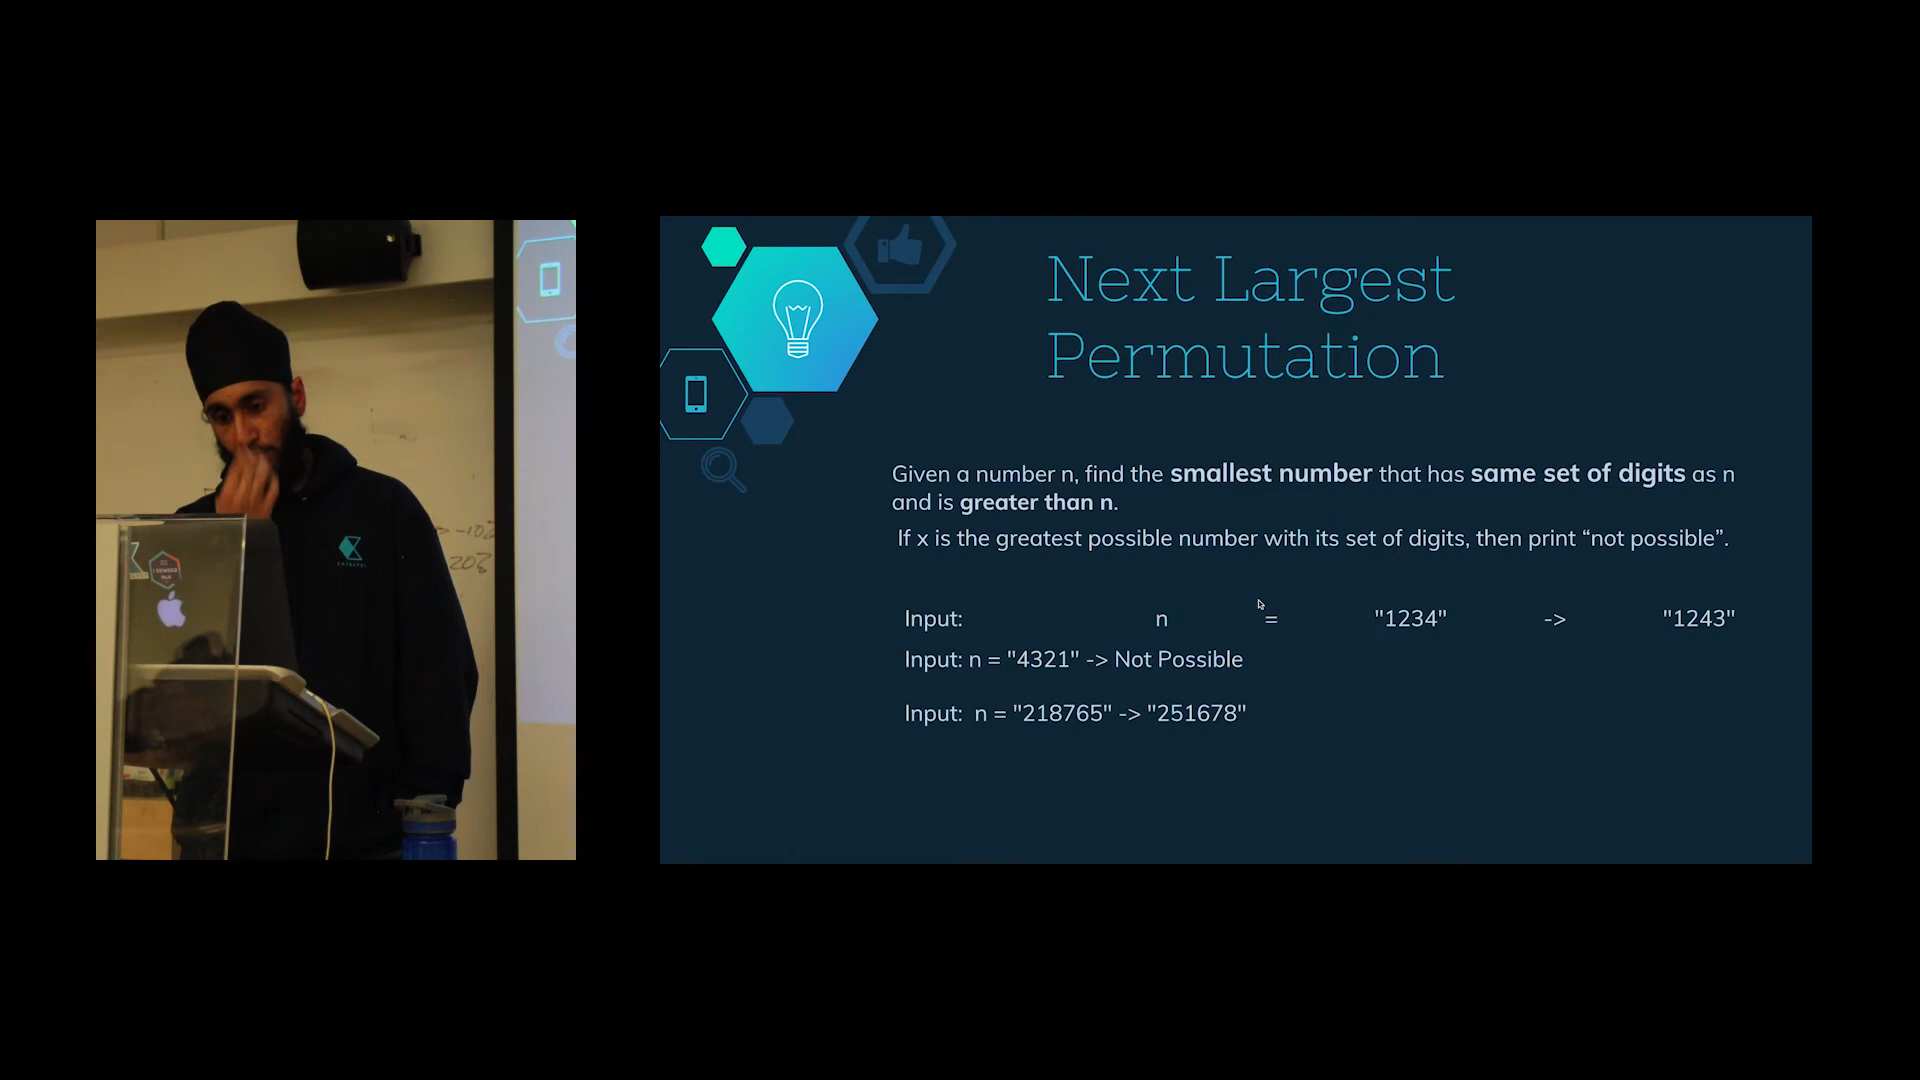 Next Largest
Permutation
Given a number n, find the smallest number that has same set of digits as n
and is greater than n.
If x is the greatest possible number with its set of digits, then print “not possible”.
Input: n = "1234" -> "1243"
Input: n = "4321" -> Not Possible
Input: n = "218765" -> "251678"
CATALYST